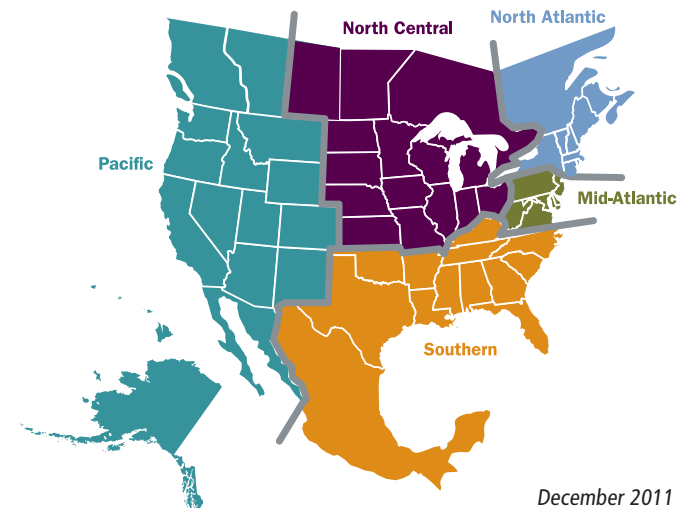 North Atlantic
North Central
Pacific
Mid-Atlantic
Southern
December 2011